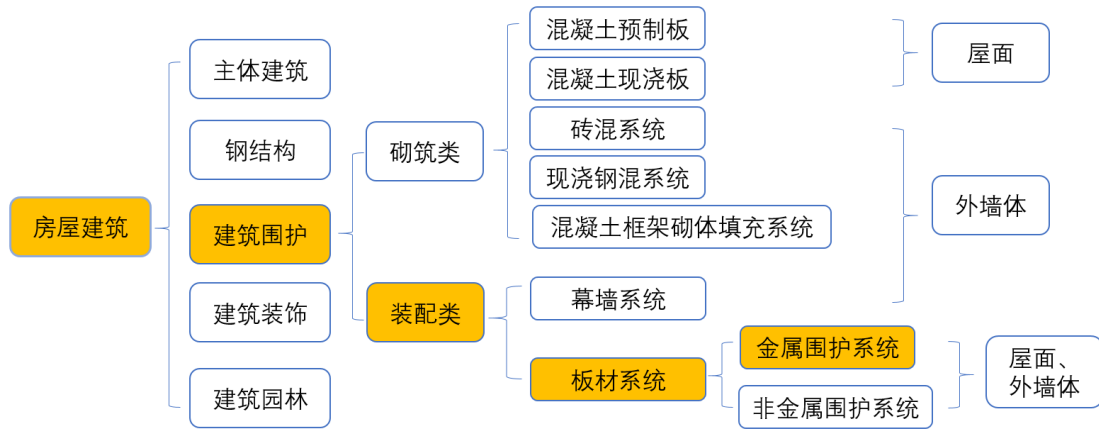 房屋建筑
主体建筑
钢结构
建筑围护
建筑装饰
建筑园林
砌筑类
装配类
混凝土预制板
混凝土现浇板
砖混系统
现浇钢混系统
混凝土框架砌体填充系统
幕墙系统
板材系统
金属围护系统
非金属围护系统
屋面
外墙体
屋面、
外墙体